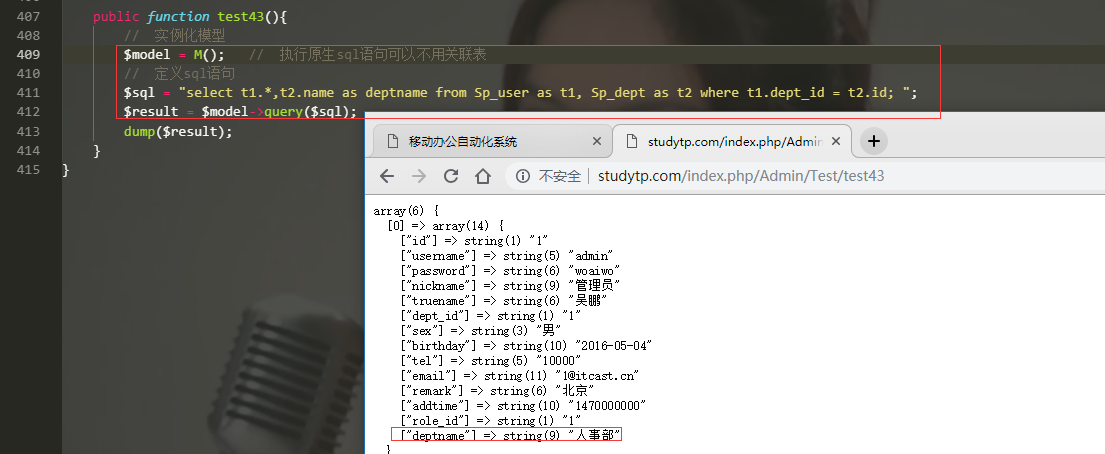 407 public function test43(){
408 // 实例化模型
409 $model = M(); // 执行原生sql语句可以不用关联表
410 // 定义sql语句
411 $sql = "select t1.*,t2.name as deptname from Sp_user as t1, Sp_dept as t2 where t1.dept_id = t2.id; ";
412 $result = $model->query($sql);
413 dump($result);
414 }
415 }
移动办公自动化系统 studytp.com/index.php/Admin
不安全 studytp.com/index.php/Admin/Test/test43
array(6) {
[0] => array(14) {
["id"] => string(1) "1"
["username"] => string(5) "admin"
["password"] => string(6) "woaiwo"
["nickname"] => string(9) "管理员"
["truename"] => string(6) "吴鹏"
["dept_id"] => string(1) "1"
["sex"] => string(3) "男"
["birthday"] => string(10) "2016-05-04"
["tel"] => string(5) "10000"
["email"] => string(11) "1@itcast.cn"
["remark"] => string(6) "北京"
["addtime"] => string(10) "1470000000"
["role_id"] => string(1) "1"
["deptname"] => string(9) "人事部"
}